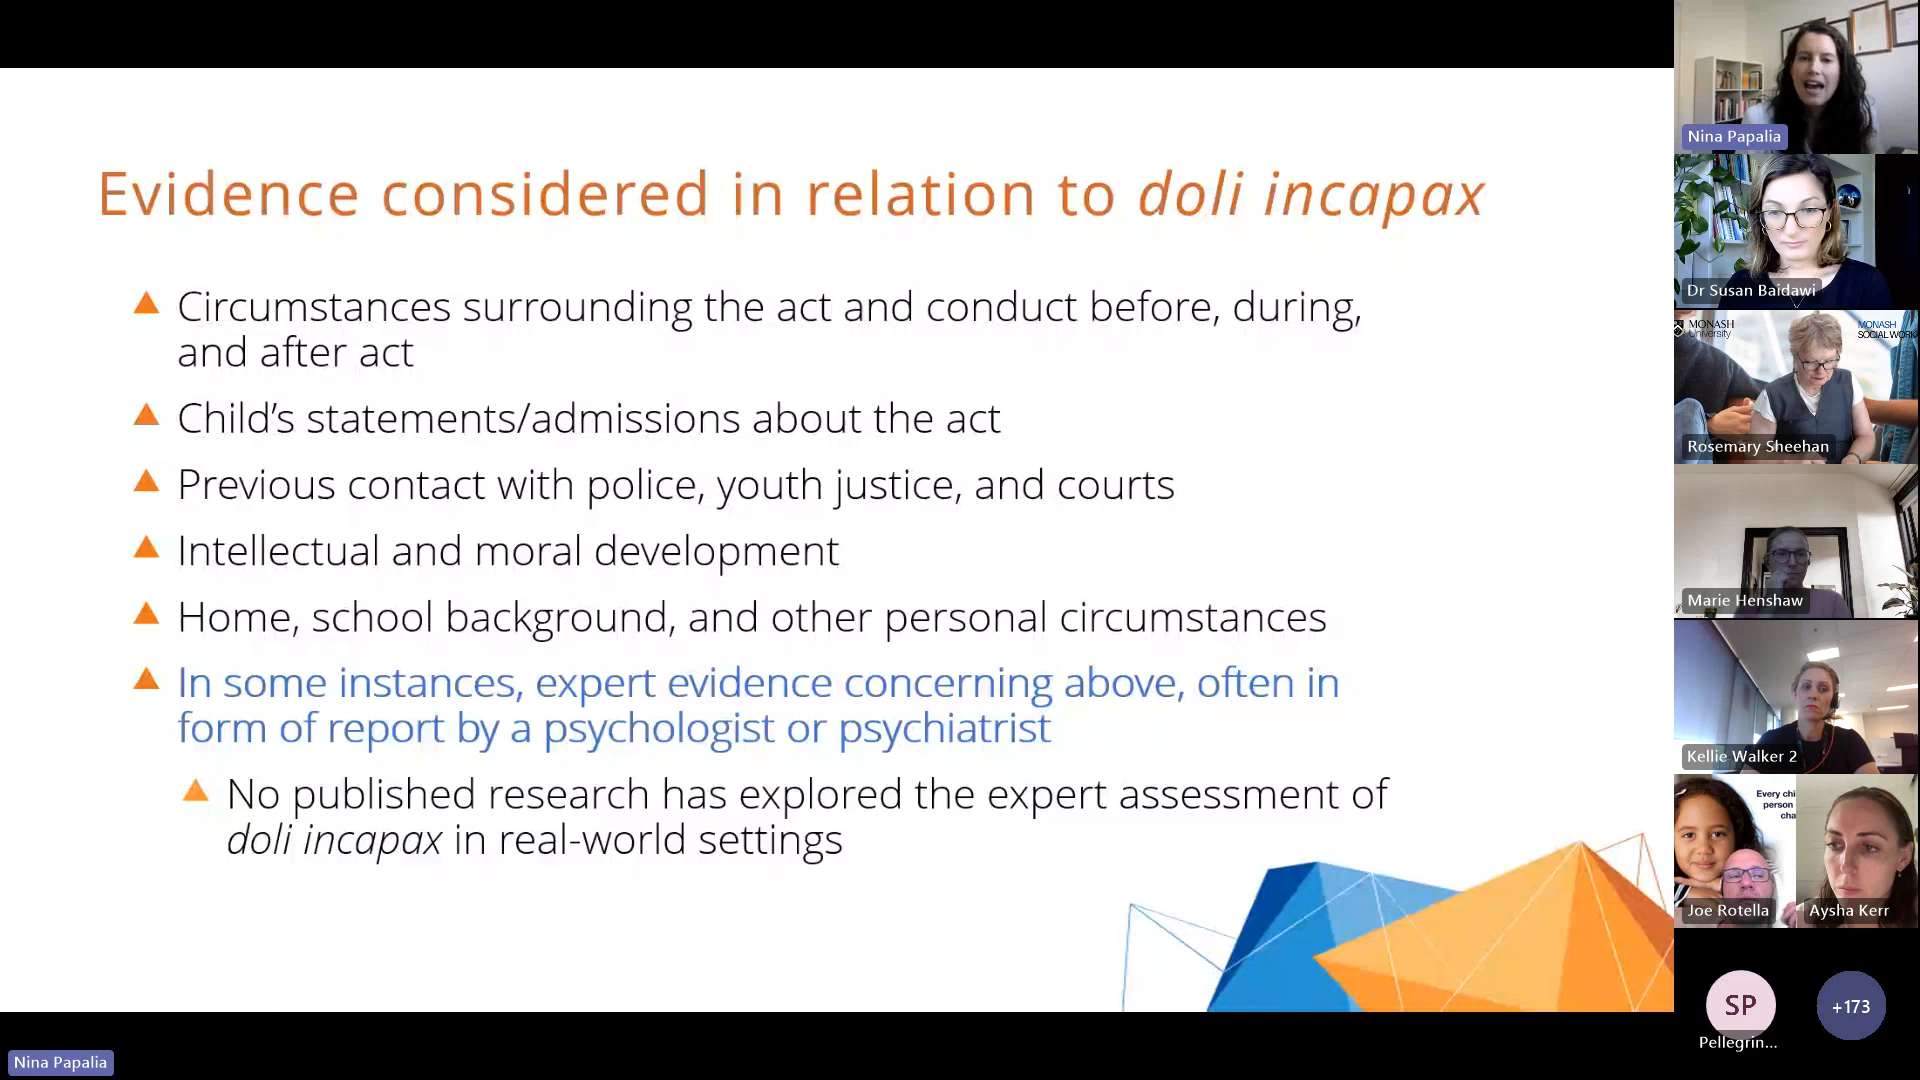 Evidence considered in relation to doli incapax
Circumstances surrounding the act and conduct before, during,
and after act
Child’s statements/admissions about the act
Previous contact with police, youth justice, and courts
Intellectual and moral development
Home, school background, and other personal circumstances
In some instances, expert evidence concerning above, often in
form of report by a psychologist or psychiatrist
No published research has explored the expert assessment of
doli incapax in real-world settings
Nina Papalia
Nina Papalia
Dr Susan Baidawi
MONASH
University
MONASH
SOCIAL WORK
Rosemary Sheehan
Marie Henshaw
Kellie Walker 2
Every chi
person
cha
Joe Rotella
Aysha Kerr
SP
Pellegrin...
+173